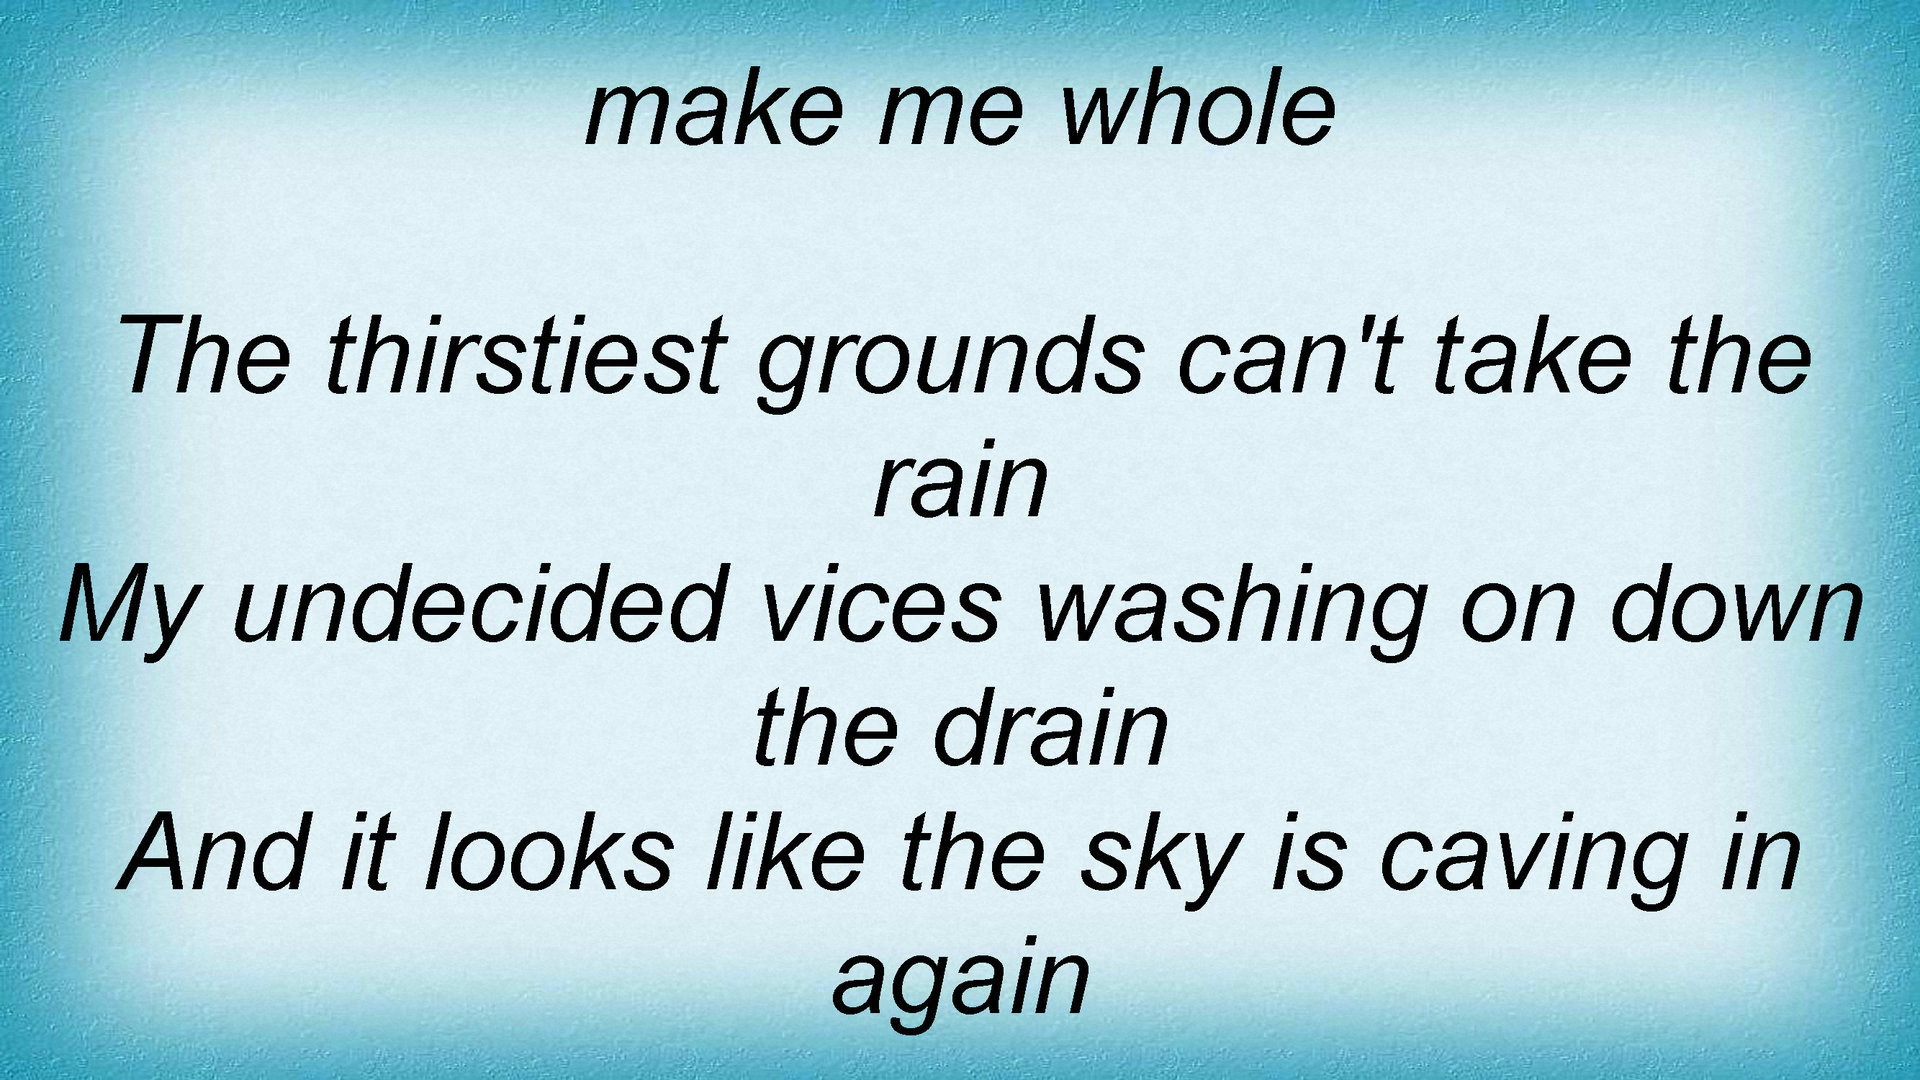 make me whole
The thirstiest grounds can't take the
rain
My undecided vices washing on down
the drain
And it looks like the sky is caving in
again